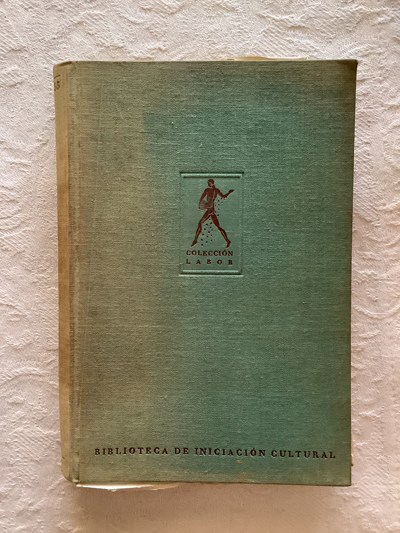 COLECCIÓN
LABOR
BIBLIOTECA DE INICIACIÓN CULTURAL